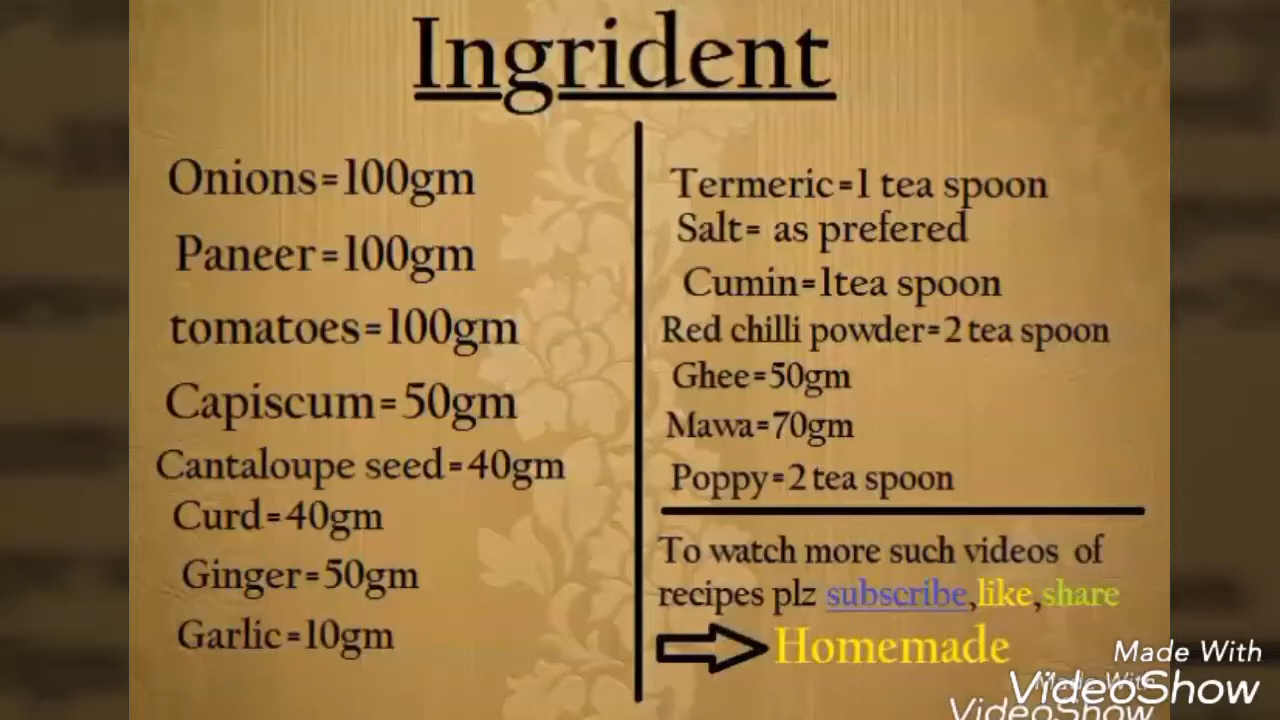 Ingrident
Onions=100gm
Paneer=100gm
tomatoes=100gm
Capiscum=50gm
Cantaloupe seed=40gm
Curd=40gm
Ginger=50gm
Garlic=10gm
Termeric=1 tea spoon
Salt= as prefered
Cumin=1tea spoon
Red chilli powder=2 tea spoon
Ghee=50gm
Mawa=70gm
Poppy=2 tea spoon
To watch more such videos of
recipes plz subscribe,like,share
Homemade
Made With
VideoShow
Made With
VideoShow